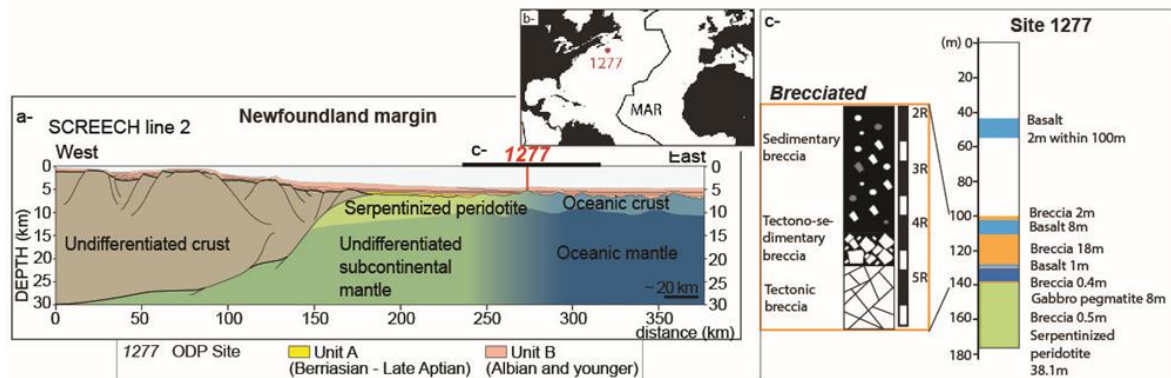 a-
SCREECH line 2
Newfoundland margin
West
c-
1277
East
0
5
10
15
20
25
30
DEPTH (km)
0
5
10
15
20
25
30
Undifferentiated crust
Serpentinized peridotite
Undifferentiated
subcontinental
mantle
Oceanic crust
Oceanic mantle
~ 20 km
0
50
100
150
200
250
300
350
distance (km)
1277 ODP Site
Unit A
(Berriasian - Late Aptian)
Unit B
(Albian and younger)
b-
1277
MAR
c-
Site 1277
Brecciated
Sedimentary
breccia
Tectono-se-
dimentary
breccia
Tectonic
breccia
2R
3R
4R
5R
(m) 0
20
40
60
80
100
120
140
160
180
Basalt
2m within 100m
Breccia 2m
Basalt 8m
Breccia 18m
Basalt 1m
Breccia 0.4m
Gabbro pegmatite 8m
Breccia 0.5m
Serpentinized
peridotite
38.1m